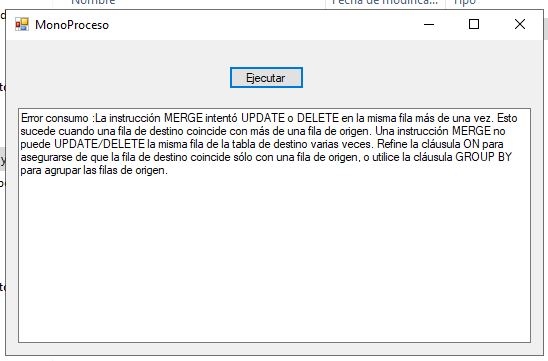 Nombre
Fecha de modifica...
Tipo
MonoProceso
Ejecutar
Error consumo :La instrucción MERGE intentó UPDATE o DELETE en la misma fila más de una vez. Esto
sucede cuando una fila de destino coincide con más de una fila de origen. Una instrucción MERGE no
puede UPDATE/DELETE la misma fila de la tabla de destino varias veces. Refine la cláusula ON para
asegurarse de que la fila de destino coincide sólo con una fila de origen, o utilice la cláusula GROUP BY
para agrupar las filas de origen.